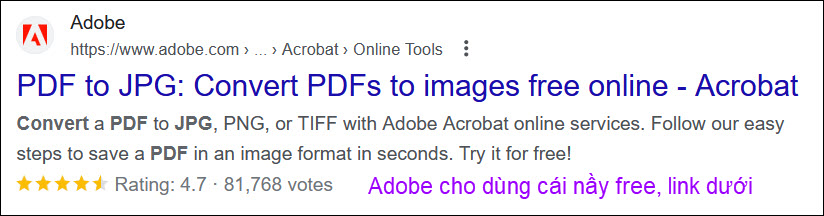 Adobe
https://www.adobe.com › ... › Acrobat › Online Tools
PDF to JPG: Convert PDFs to images free online - Acrobat
Convert a PDF to JPG, PNG, or TIFF with Adobe Acrobat online services. Follow our easy
steps to save a PDF in an image format in seconds. Try it for free!
Rating: 4.7 · 81,768 votes Adobe cho dùng cái nầy free, link dưới